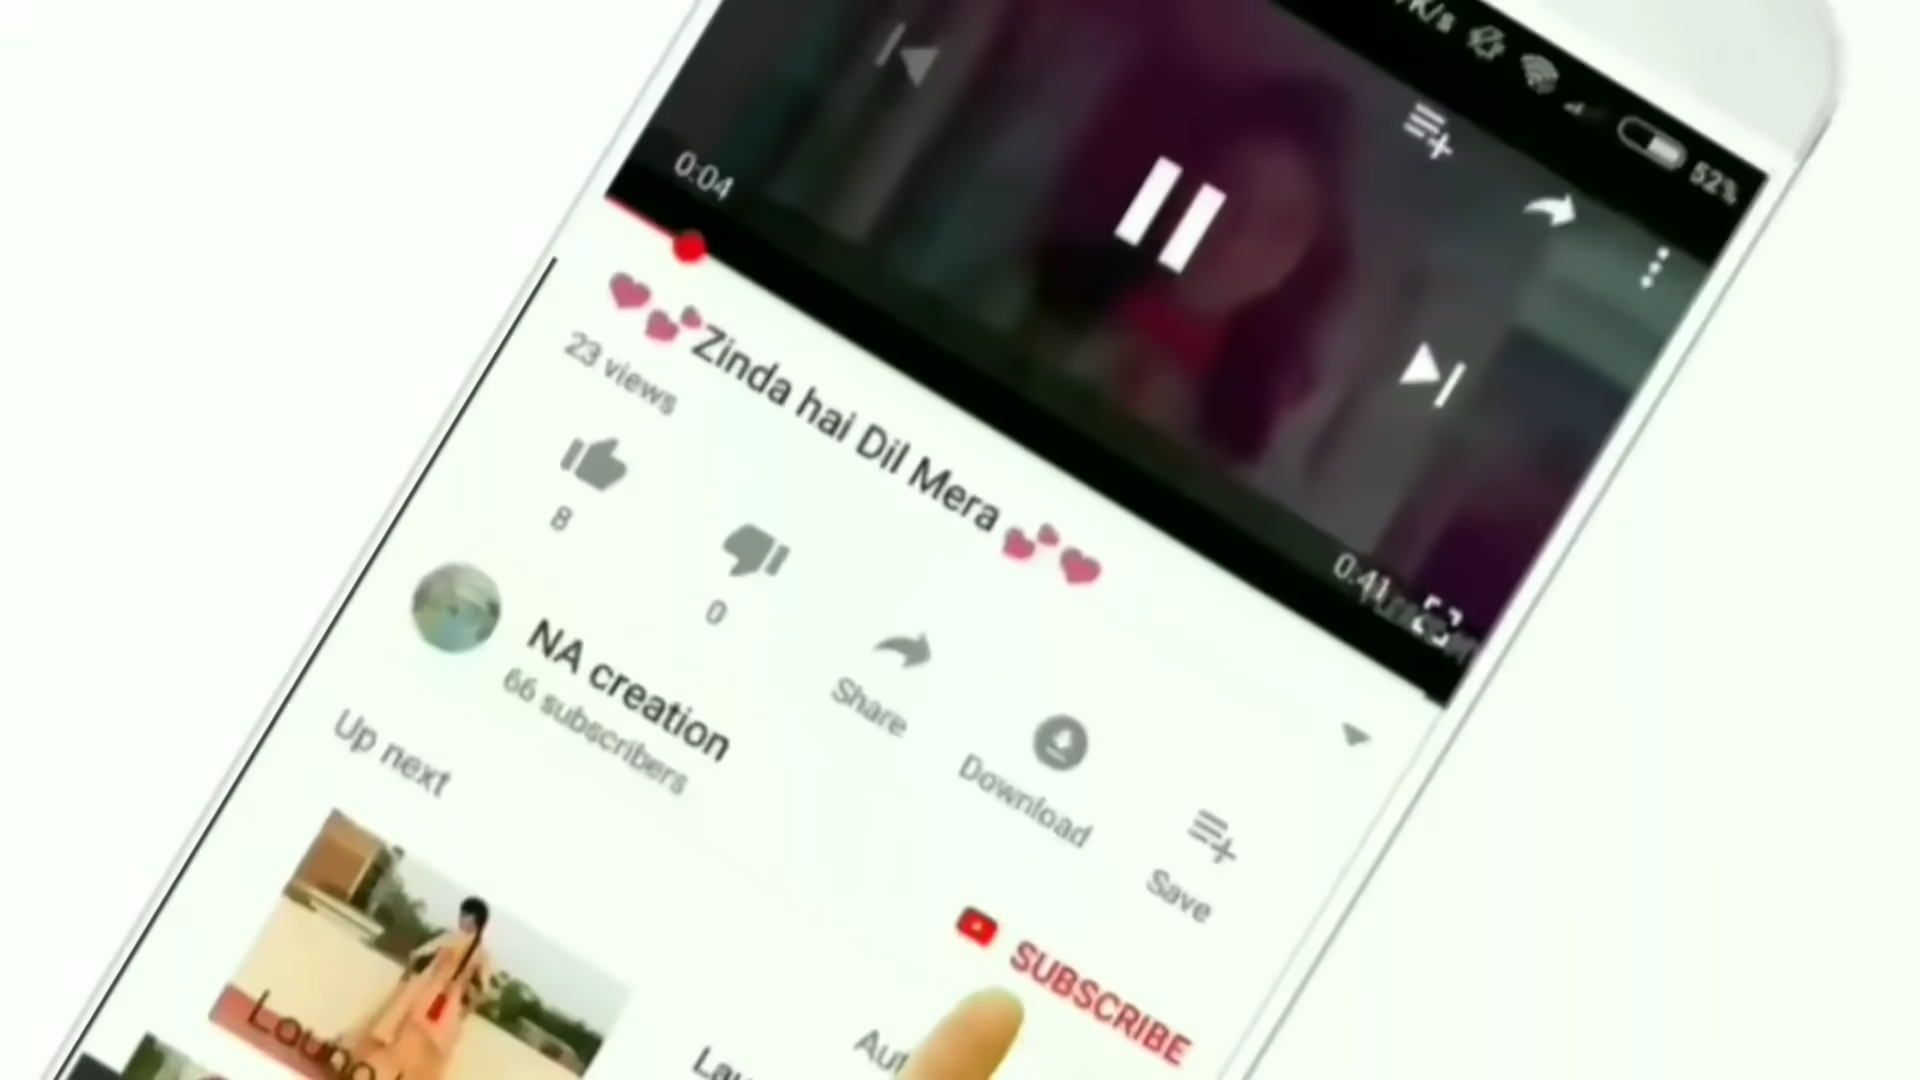 K/s
52%
0:04
0:41
💕Zinda hai Dil Mera💕
23 views
8
0
Share
Download
Save
NA creation
66 subscribers
SUBSCRIBE
Up next